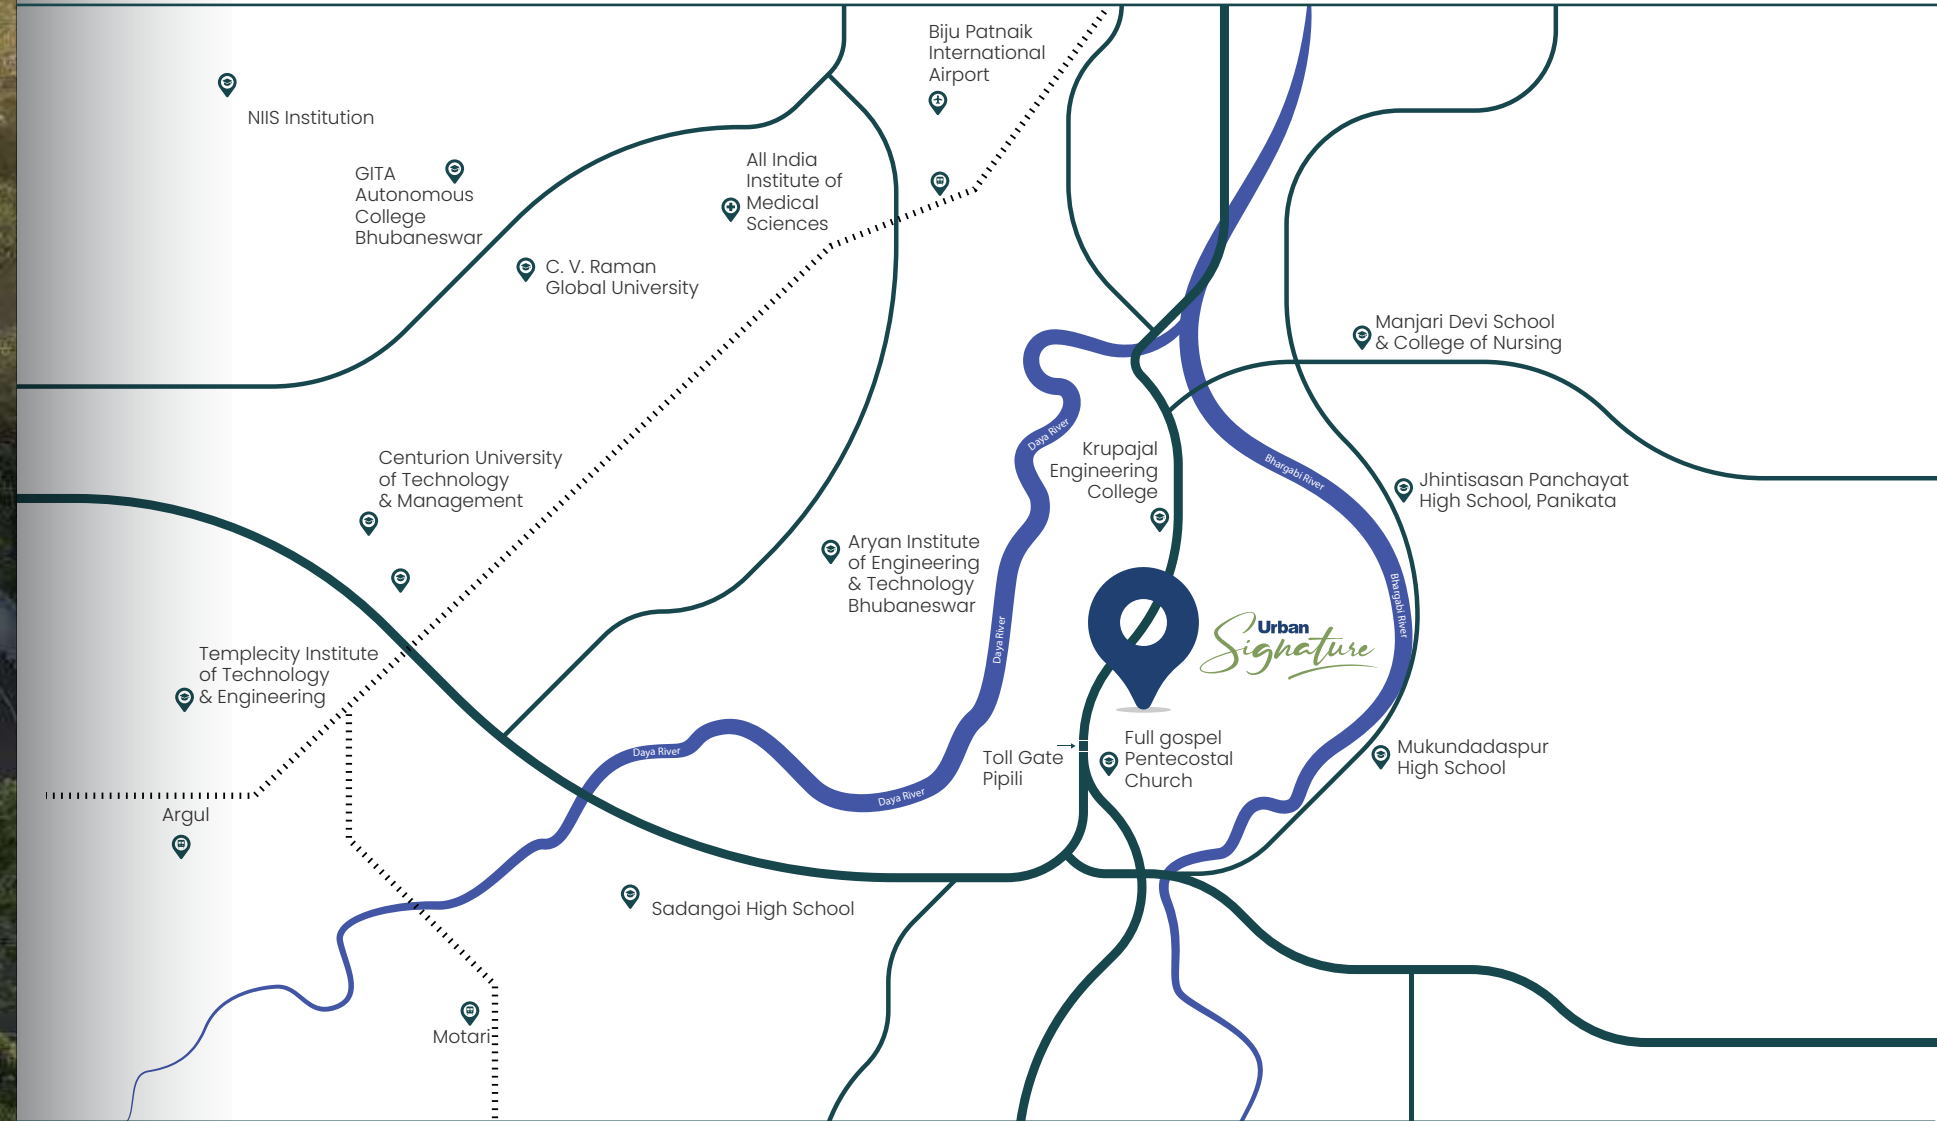 Biju Patnaik
International
Airport
NIIS Institution
GITA
Autonomous
College
Bhubaneswar
All India
Institute of
Medical
Sciences
C. V. Raman
Global University
Manjari Devi School
& College of Nursing
Daya River
Krupajal
Engineering
College
Bhargabi River
Jhintisasan Panchayat
High School, Panikata
Centurion University
of Technology
& Management
Aryan Institute
of Engineering
& Technology
Bhubaneswar
Bhargabi River
Daya River
Urban
Signature
Templecity Institute
of Technology
& Engineering
Daya River
Daya River
Toll Gate
Pipili
Full gospel
Pentecostal
Church
Mukundadaspur
High School
Argul
Sadangoi High School
Motari